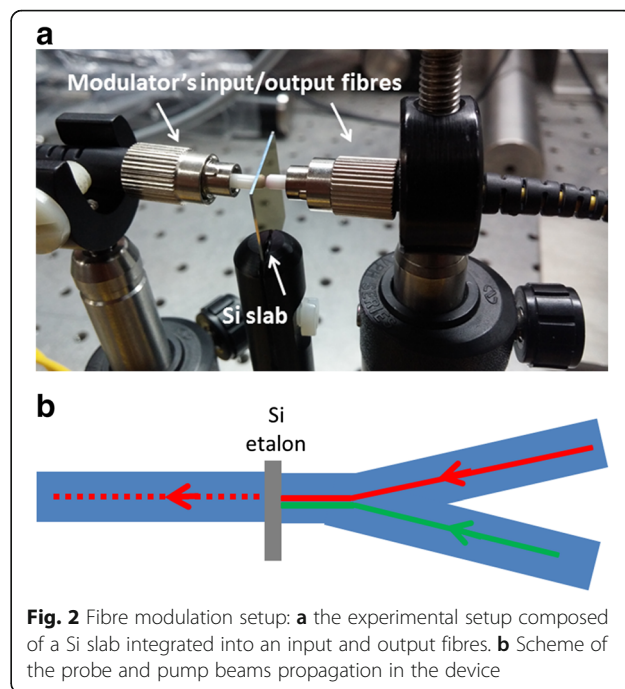 a
Modulator's input/output fibres
Si slab
b
Si
etalon
Fig. 2 Fibre modulation setup: a the experimental setup composed
of a Si slab integrated into an input and output fibres. b Scheme of
the probe and pump beams propagation in the device